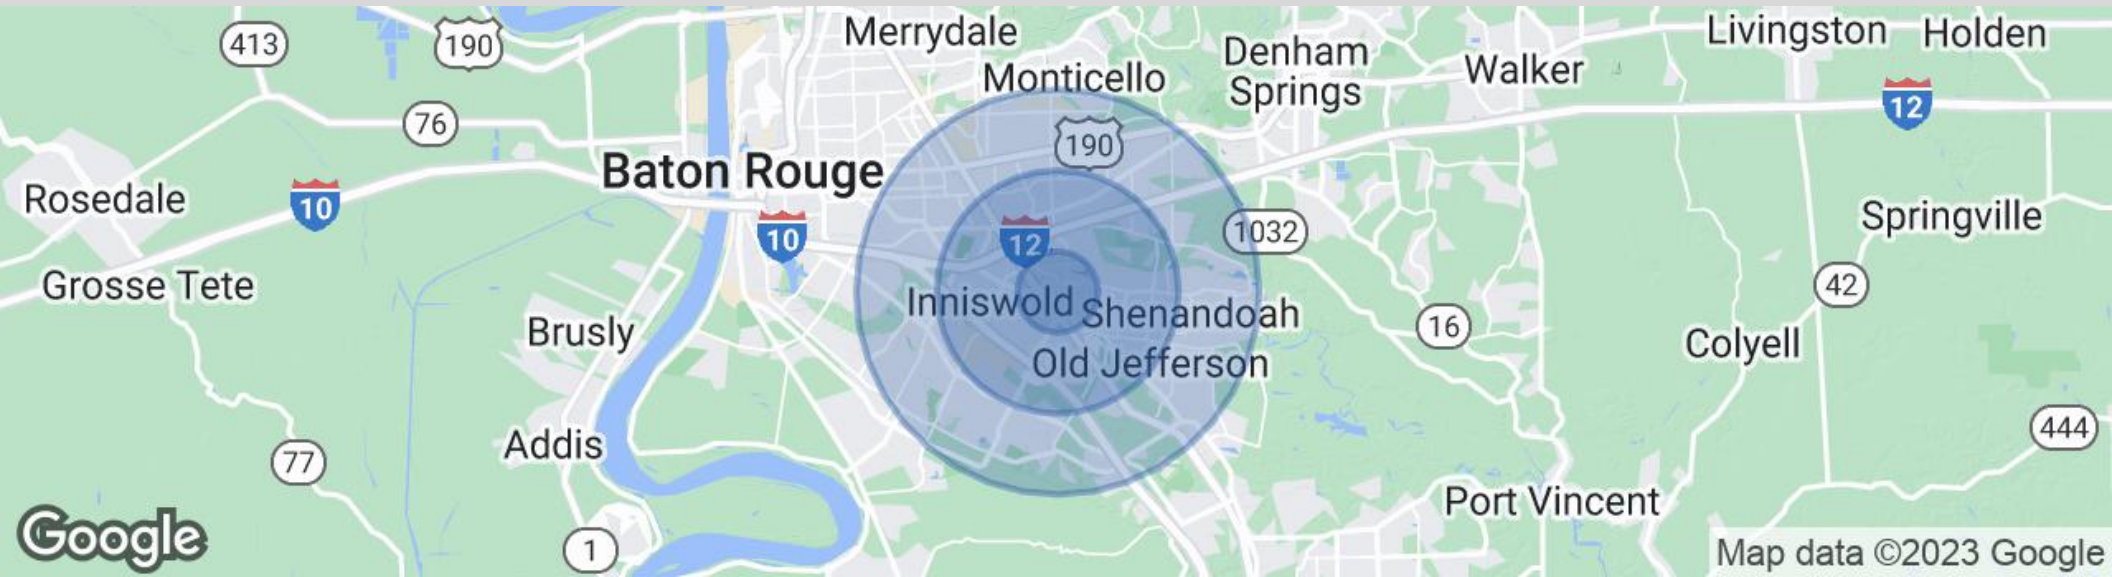 413
190
Merrydale
Monticello
Denham
Springs
Walker
Livingston
Holden
12
76
190
Baton Rouge
Rosedale
10
10
12
1032
Springville
Grosse Tete
Inniswold
Shenandoah
42
Brusly
16
Colyell
Old Jefferson
Addis
77
444
Port Vincent
Google
1
Map data ©2023 Google